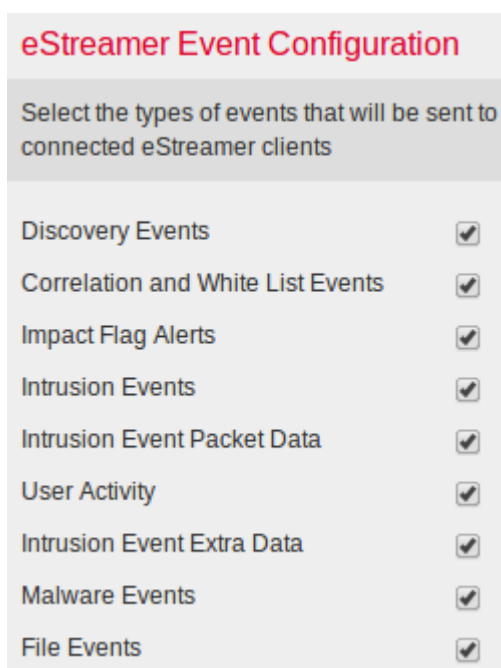 eStreamer Event Configuration
Select the types of events that will be sent to
connected eStreamer clients
Discovery Events
Correlation and White List Events
Impact Flag Alerts
Intrusion Events
Intrusion Event Packet Data
User Activity
Intrusion Event Extra Data
Malware Events
File Events